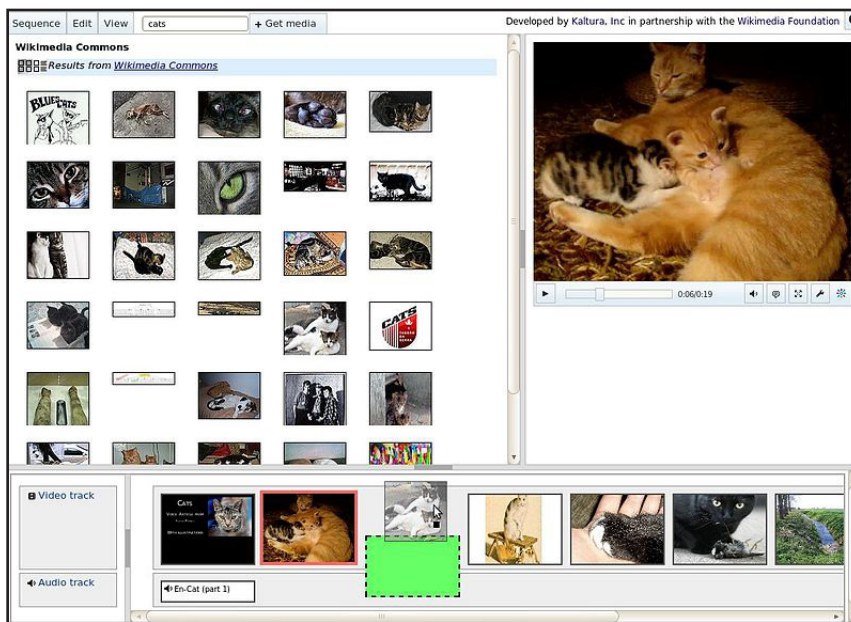 Sequence Edit View cats + Get media
Developed by Kaltura, Inc in partnership with the Wikimedia Foundation
Wikimedia Commons
Results from Wikimedia Commons
BLUES CATS
CATS
0:06/0:19
Video track
CATS
Audio track
En-Cat (part 1)